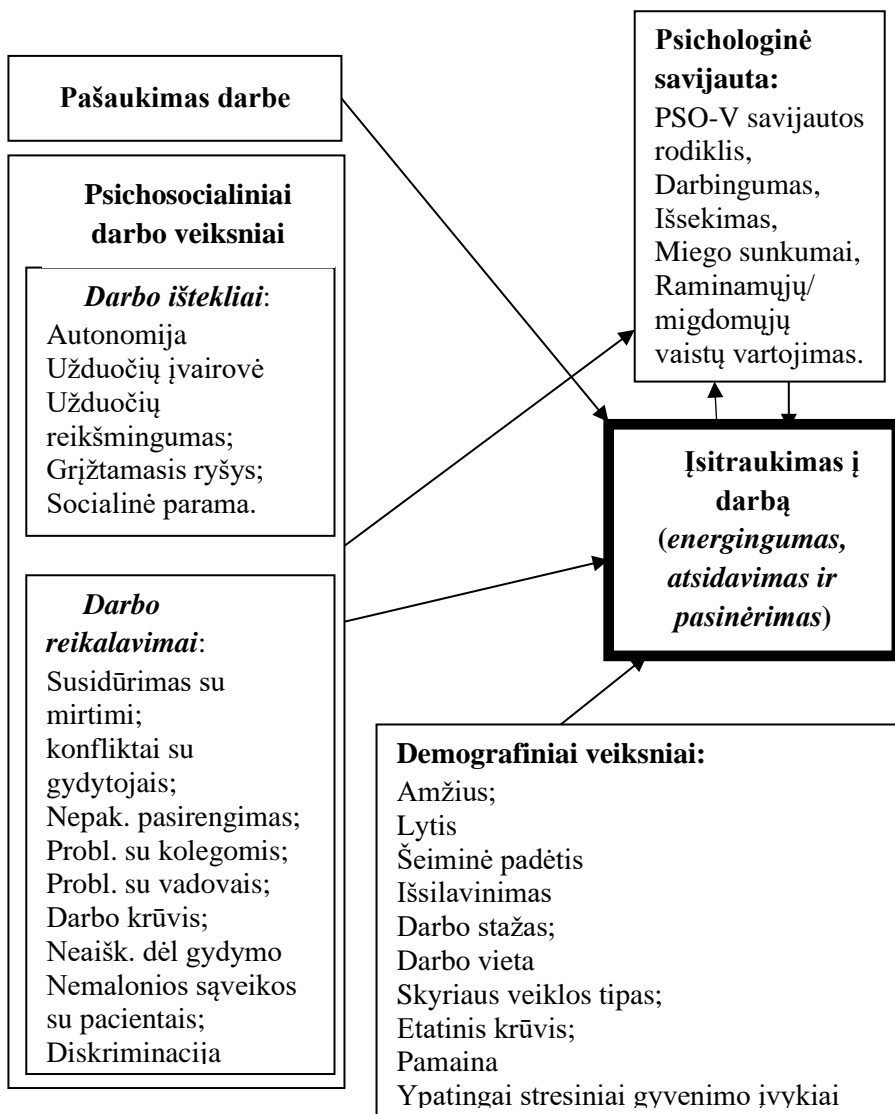 Pašaukimas darbe
Psichosocialiniai
darbo veiksniai
Darbo ištekliai:
Autonomija
Užduočių įvairovė
Užduočių
reikšmingumas;
Grįžtamasis ryšys;
Socialinė parama.
Darbo
reikalavimai:
Susidūrimas su
mirtimi;
konfliktai su
gydytojais;
Nepak. pasirengimas;
Probl. su kolegomis;
Probl. su vadovais;
Darbo krūvis;
Neaišk. dėl gydymo
Nemalonios sąveikos
su pacientais;
Diskriminacija
Psichologinė
savijauta:
PSO-V savijautos
rodiklis,
Darbingumas,
Išsekimas,
Miego sunkumai,
Raminamųjų/
migdomųjų
vaistų vartojimas.
Įsitraukimas į
darbą
(energingumas,
atsidavimas ir
pasinėrimas)
Demografiniai veiksniai:
Amžius;
Lytis
Šeiminė padėtis
Išsilavinimas
Darbo stažas;
Darbo vieta
Skyriaus veiklos tipas;
Etatinis krūvis;
Pamaina
Ypatingai stresiniai gyvenimo įvykiai